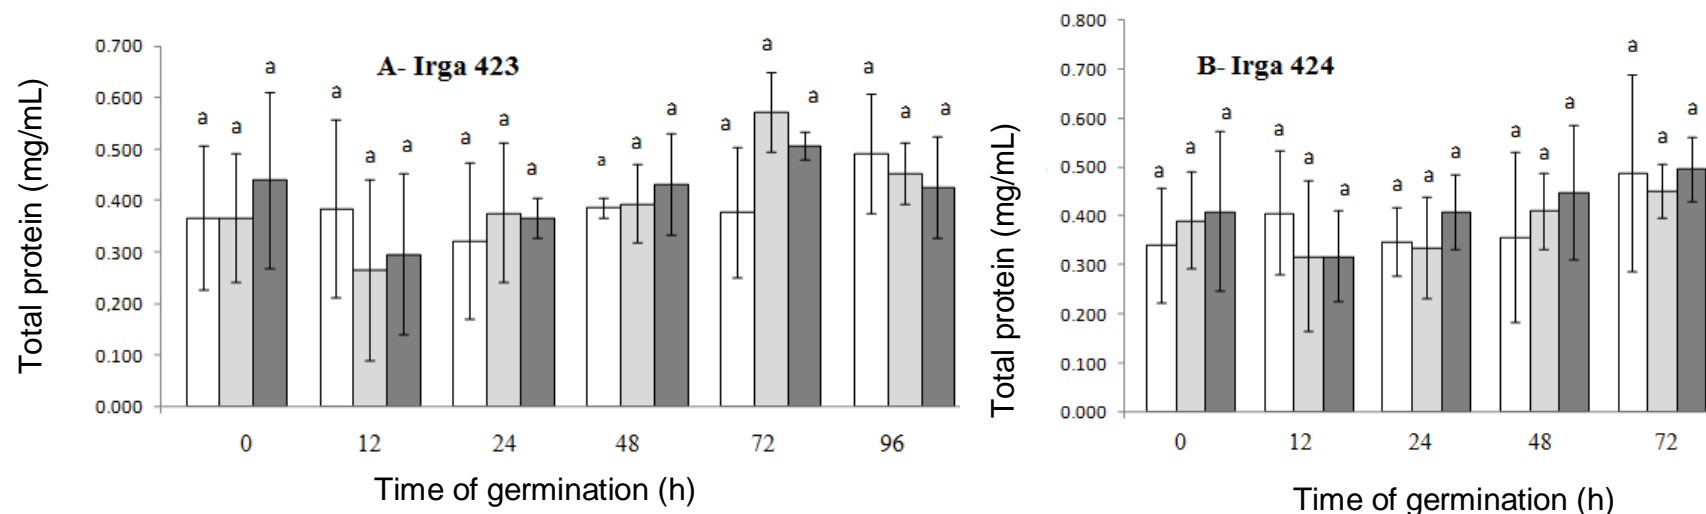 A- Irga 423
Total protein (mg/mL)
0.700
0.600
0.500
0.400
0.300
0.200
0.100
0.000
a a a a a a a a a a a a a a a a a a
0 12 24 48 72 96
Time of germination (h)
B- Irga 424
Total protein (mg/mL)
0.800
0.700
0.600
0.500
0.400
0.300
0.200
0.100
0.000
a a a a a a a a a a a a a a a
0 12 24 48 72
Time of germination (h)